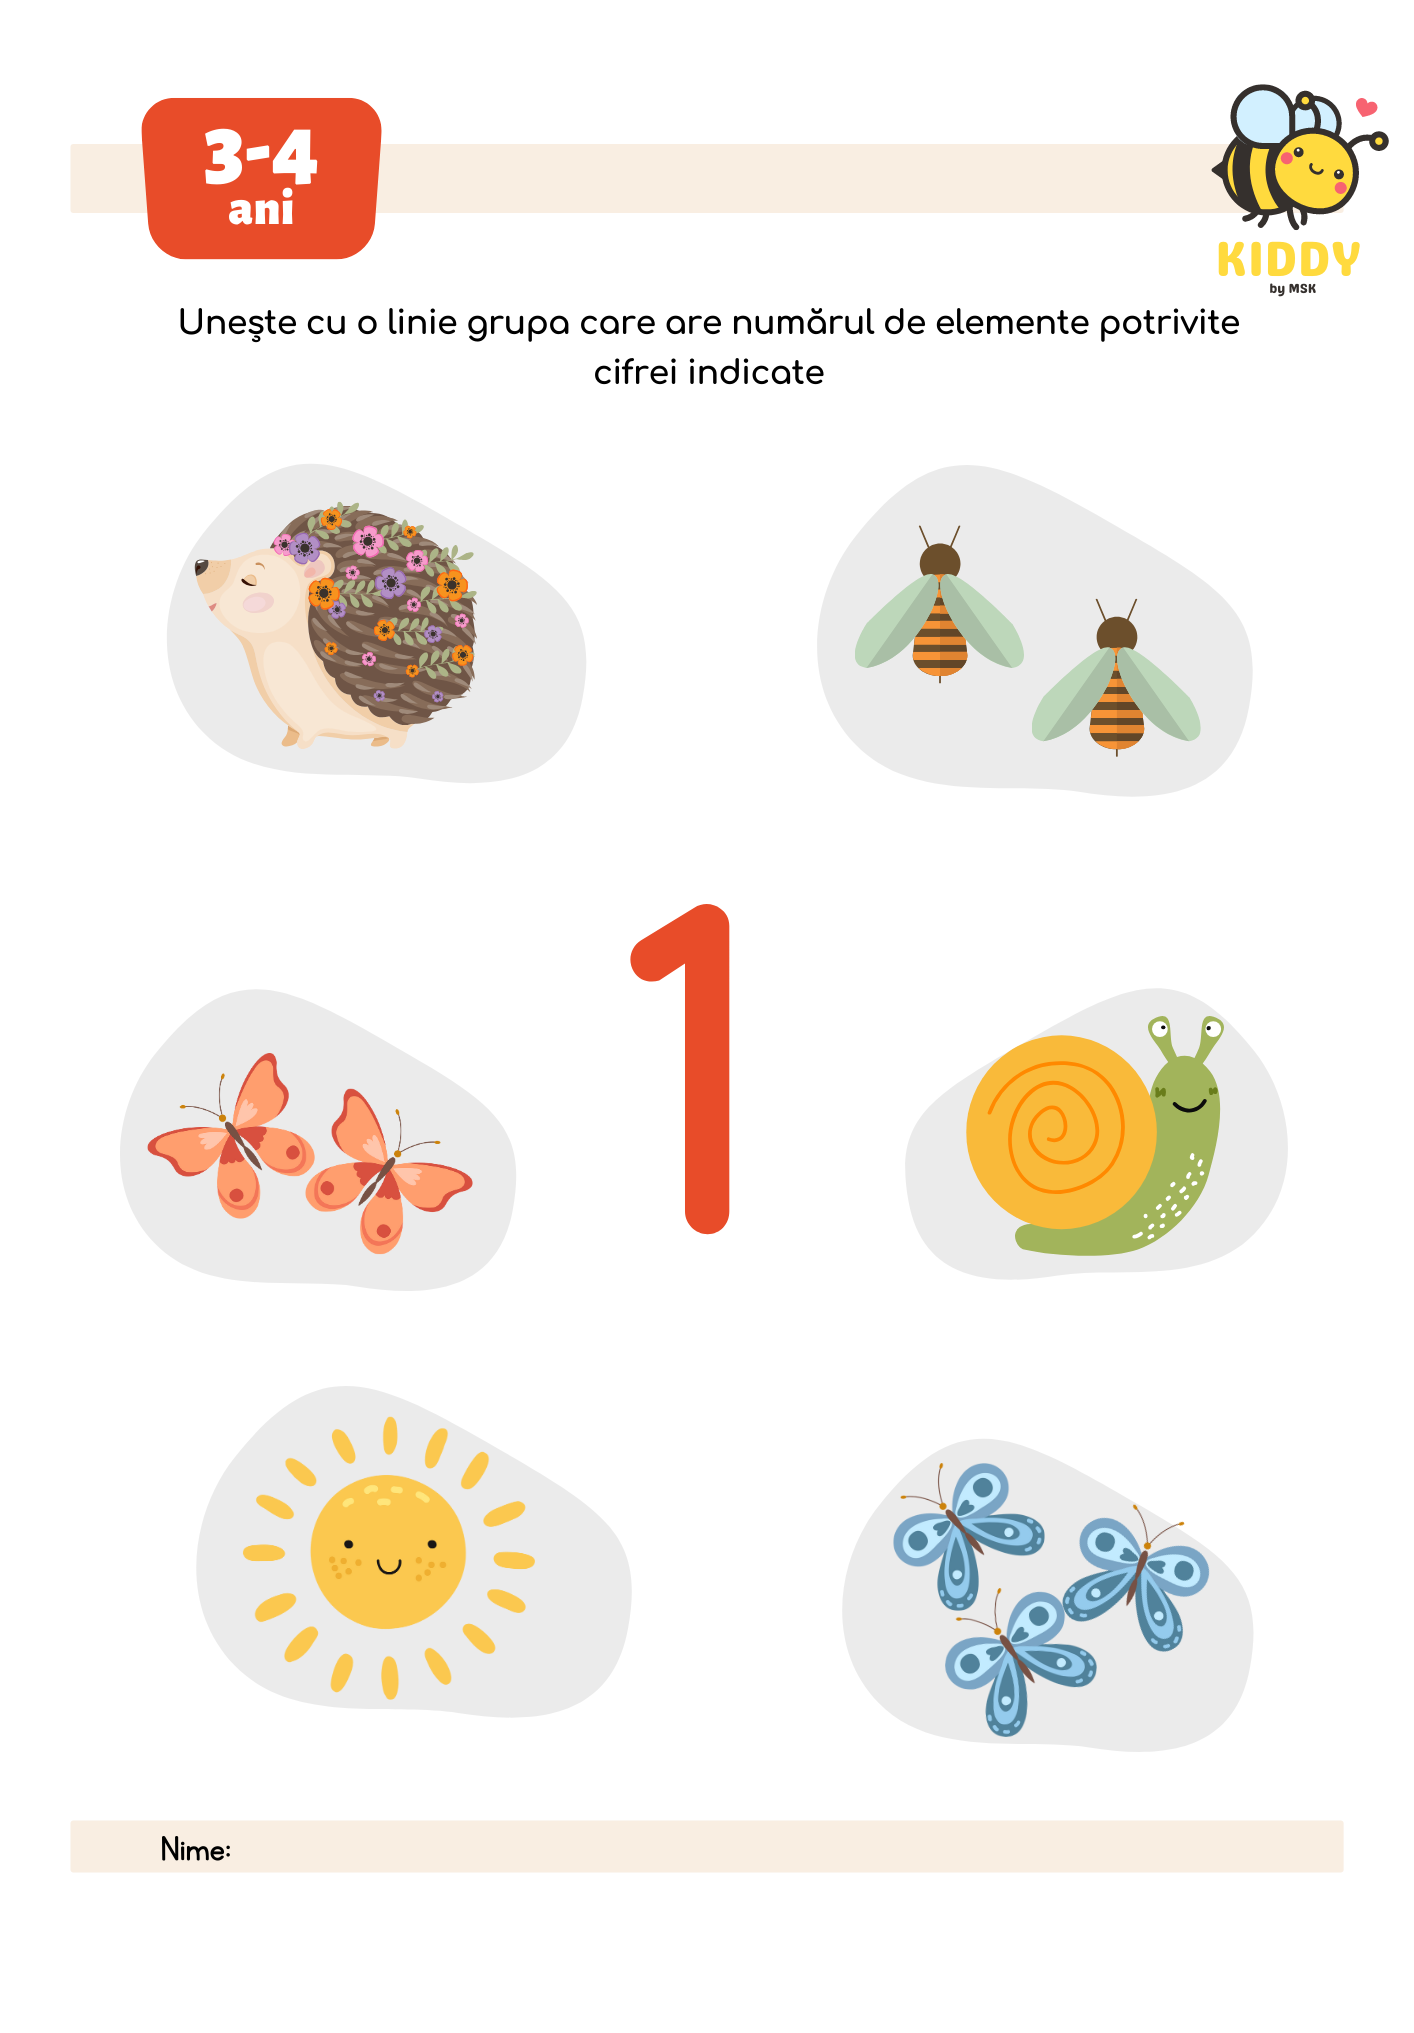 3-4
ani
KIDDY
by MSK
Unește cu o linie grupa care are numărul de elemente potrivite
cifrei indicate
1
Nime: